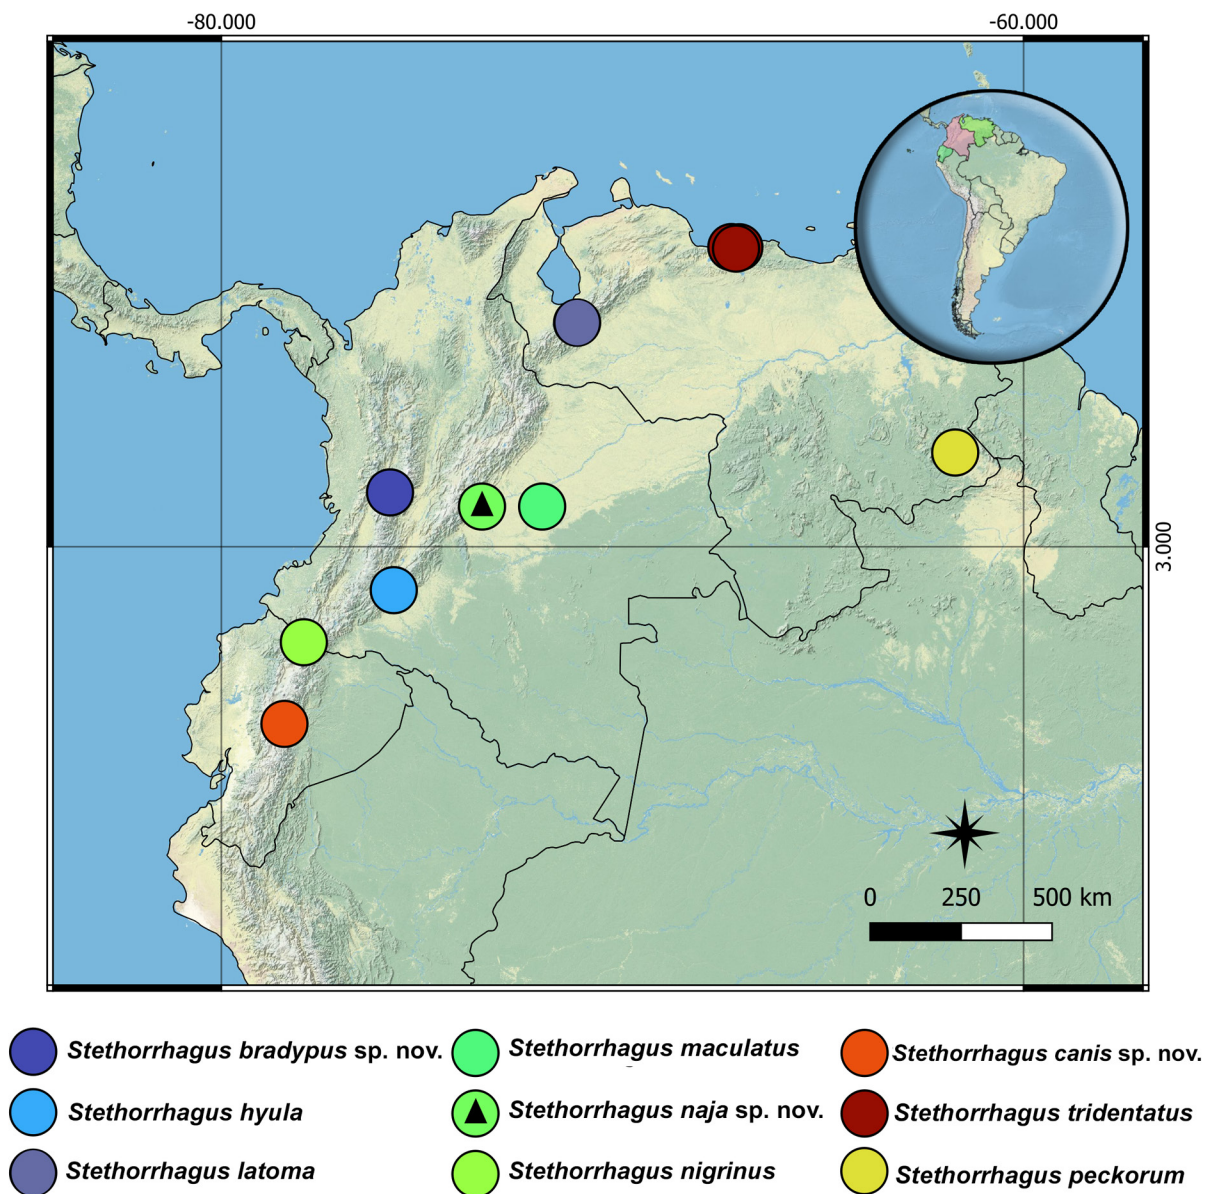 -80.000 -60.000
3.000
0 250 500 km
Stethorrhagus bradypus sp. nov. Stethorrhagus maculatus Stethorrhagus canis sp. nov.
Stethorrhagus hyula Stethorrhagus naja sp. nov. Stethorrhagus tridentatus
Stethorrhagus latoma Stethorrhagus nigrinus Stethorrhagus peckorum